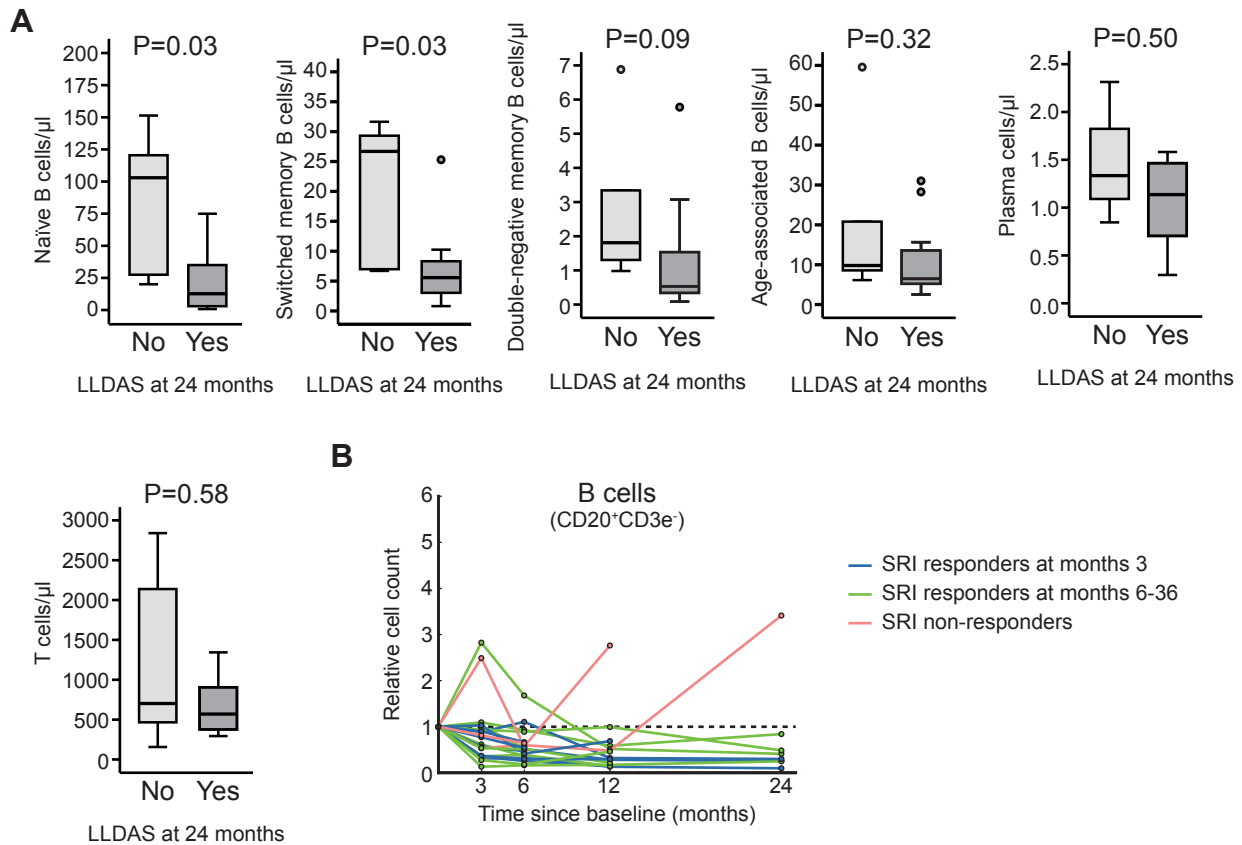 A
P=0.03
Naïve B cells/µl
200
175
150
125
100
75
50
25
0
No Yes
LLDAS at 24 months
P=0.03
Switched memory B cells/µl
40
35
30
25
20
15
10
5
0
No Yes
LLDAS at 24 months
P=0.09
Double-negative memory B cells/µl
7
6
5
4
3
2
1
0
No Yes
LLDAS at 24 months
P=0.32
Age-associated B cells/µl
60
50
40
30
20
10
0
No Yes
LLDAS at 24 months
P=0.50
Plasma cells/µl
2.5
2.0
1.5
1.0
0.5
0.0
No Yes
LLDAS at 24 months
P=0.58
T cells/µl
3000
2500
2000
1500
1000
500
0
No Yes
LLDAS at 24 months
B
B cells
(CD20⁺CD3e⁻)
Relative cell count
6
5
4
3
2
1
0
3 6 12 24
Time since baseline (months)
SRI responders at months 3
SRI responders at months 6-36
SRI non-responders